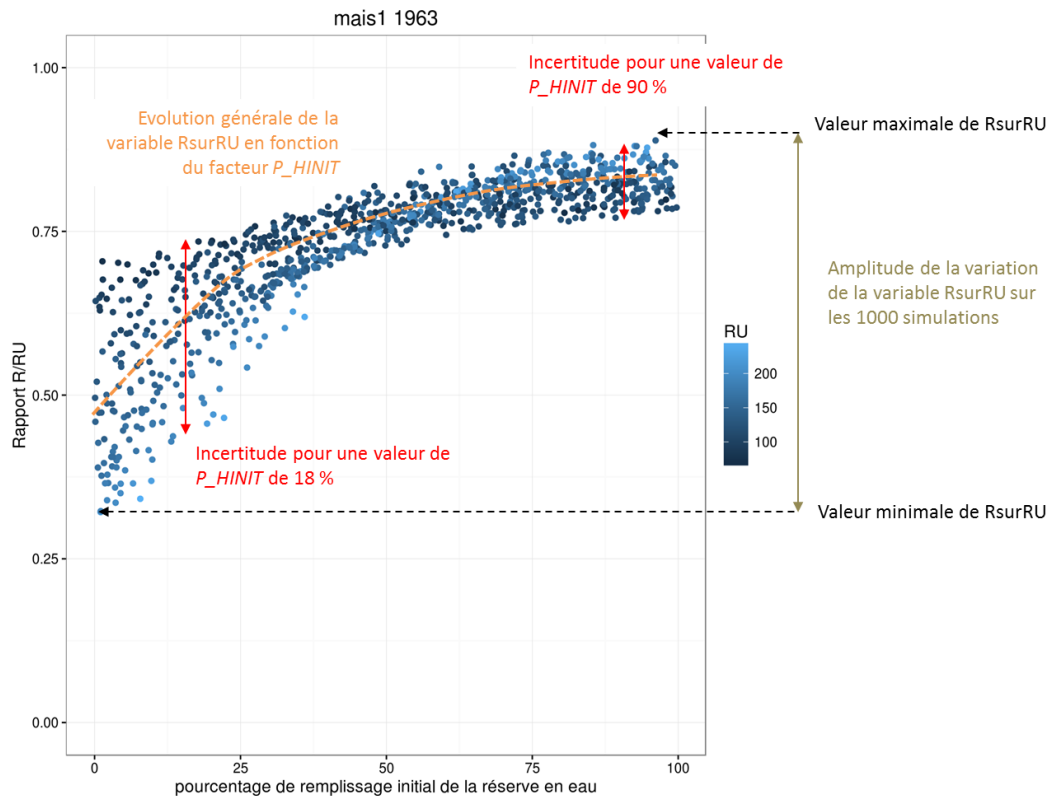 mais1 1963
Incertitude pour une valeur de
P_HINIT de 90 %
Evolution générale de la
variable RsurRU en fonction
du facteur P_HINIT
Valeur maximale de RsurRU
Amplitude de la variation
de la variable RsurRU sur
les 1000 simulations
RU
200
150
100
Incertitude pour une valeur de
P_HINIT de 18 %
Valeur minimale de RsurRU
Rapport R/RU
1.00
0.75
0.50
0.25
0.00
0 25 50 75 100
pourcentage de remplissage initial de la réserve en eau